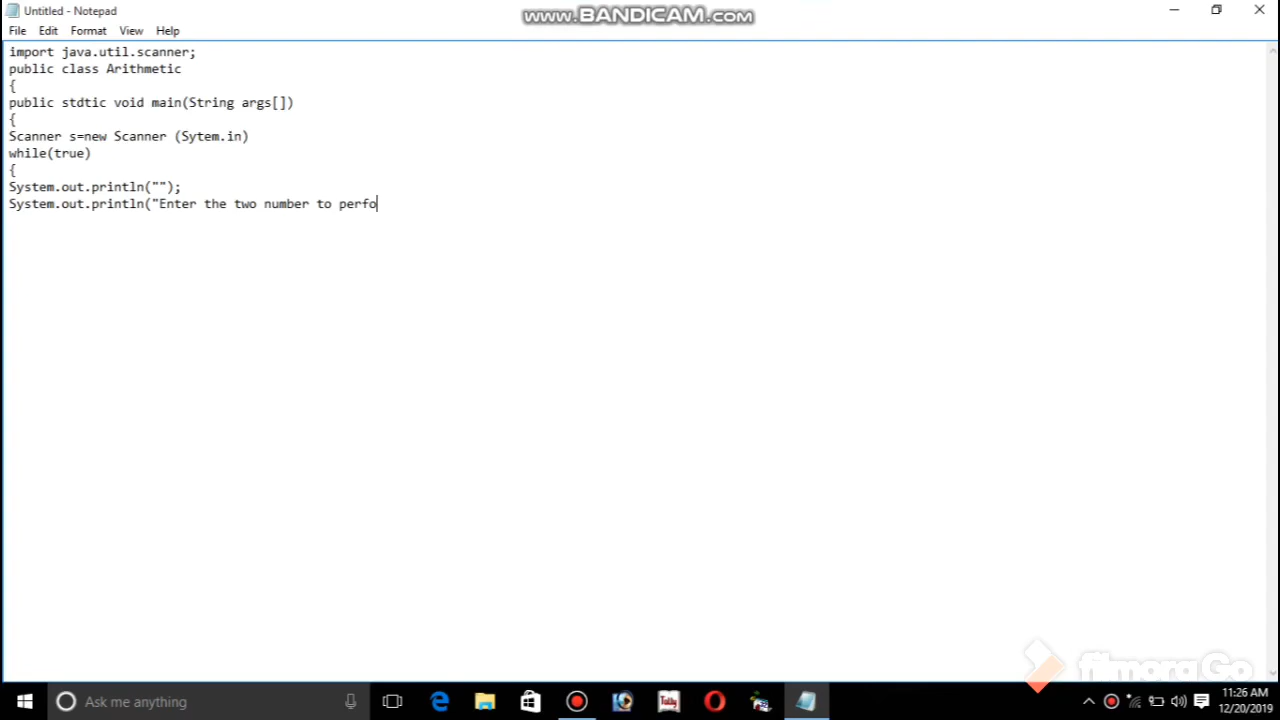 Untitled - Notepad
www.BANDICAM.com
File Edit Format View Help
import java.util.scanner;
public class Arithmetic
{
public stdtic void main(String args[])
{
Scanner s=new Scanner (Sytem.in)
while(true)
{
System.out.println("");
System.out.println("Enter the two number to perfo
filmoraGo
Ask me anything
Tally
11:26 AM
12/20/2019